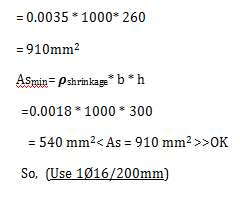 = 0.0035 * 1000* 260
= 910mm²
Asmin= ρshrinkage* b * h
=0.0018 * 1000 * 300
= 540 mm²< As = 910 mm² >>OK
So, (Use 1Ø16/200mm)